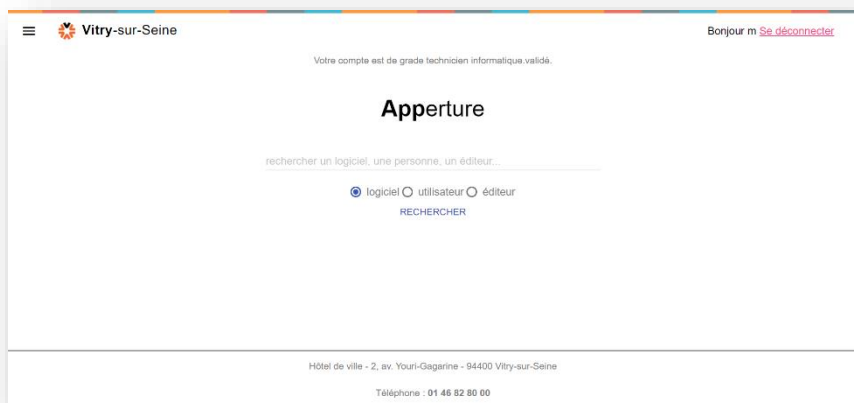 Vitry-sur-Seine
Bonjour m Se déconnecter
Votre compte est de grade technicien informatique.validé.
Apperture
rechercher un logiciel, une personne, un éditeur...
logiciel utilisateur éditeur
RECHERCHER
Hôtel de ville - 2, av. Youri-Gagarine - 94400 Vitry-sur-Seine
Téléphone : 01 46 82 80 00